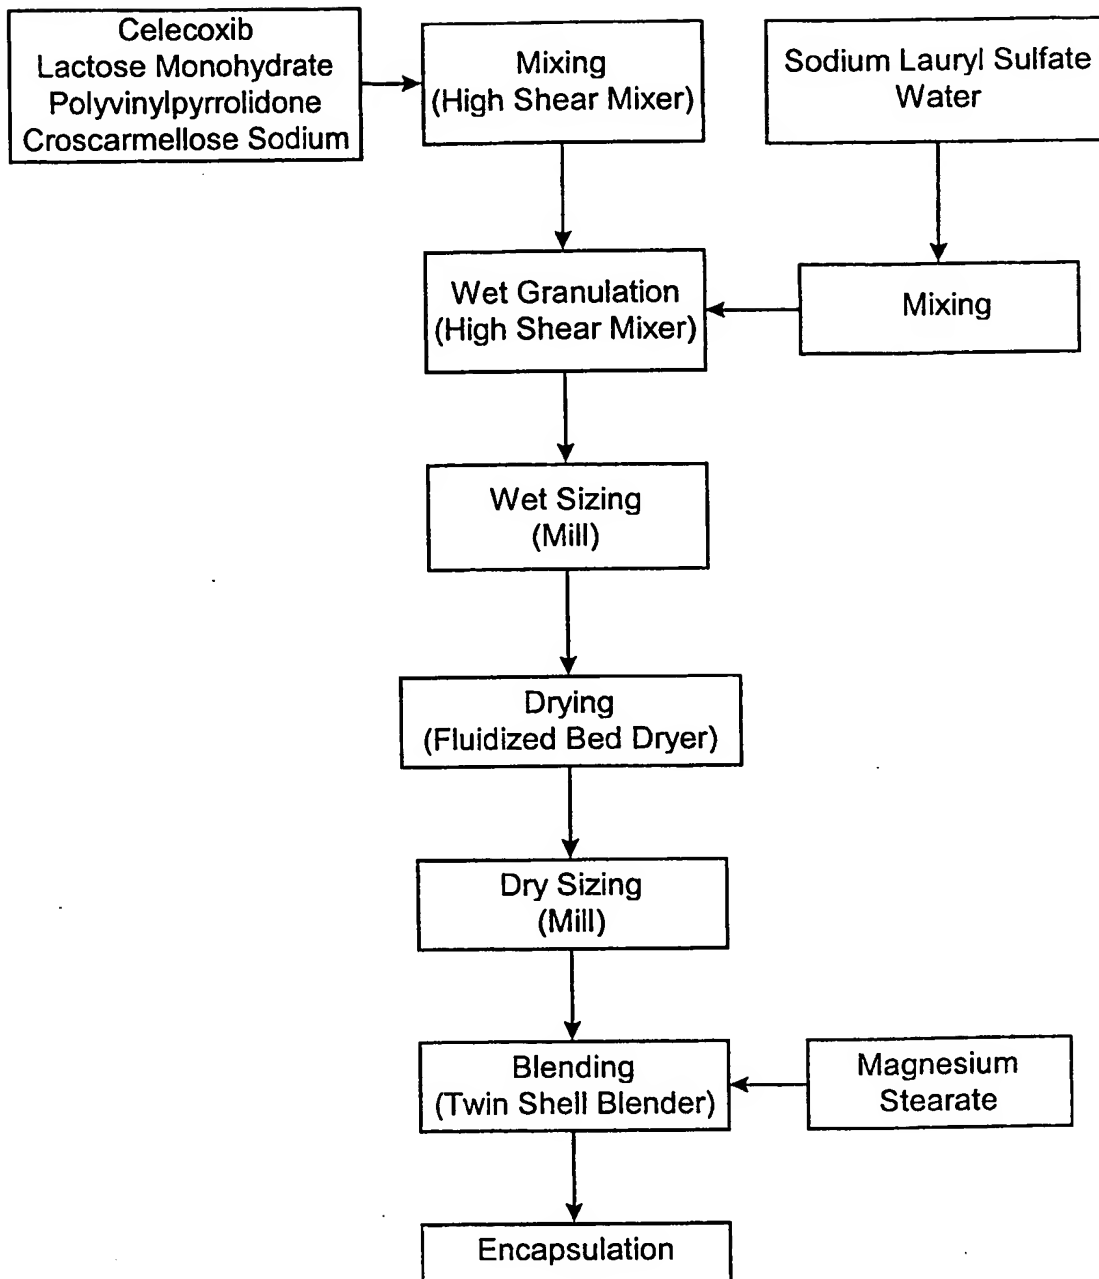 Celecoxib
Lactose Monohydrate
Polyvinylpyrrolidone
Croscarmellose Sodium
Mixing
(High Shear Mixer)
Sodium Lauryl Sulfate
Water
Wet Granulation
(High Shear Mixer)
Mixing
Wet Sizing
(Mill)
Drying
(Fluidized Bed Dryer)
Dry Sizing
(Mill)
Blending
(Twin Shell Blender)
Magnesium
Stearate
Encapsulation